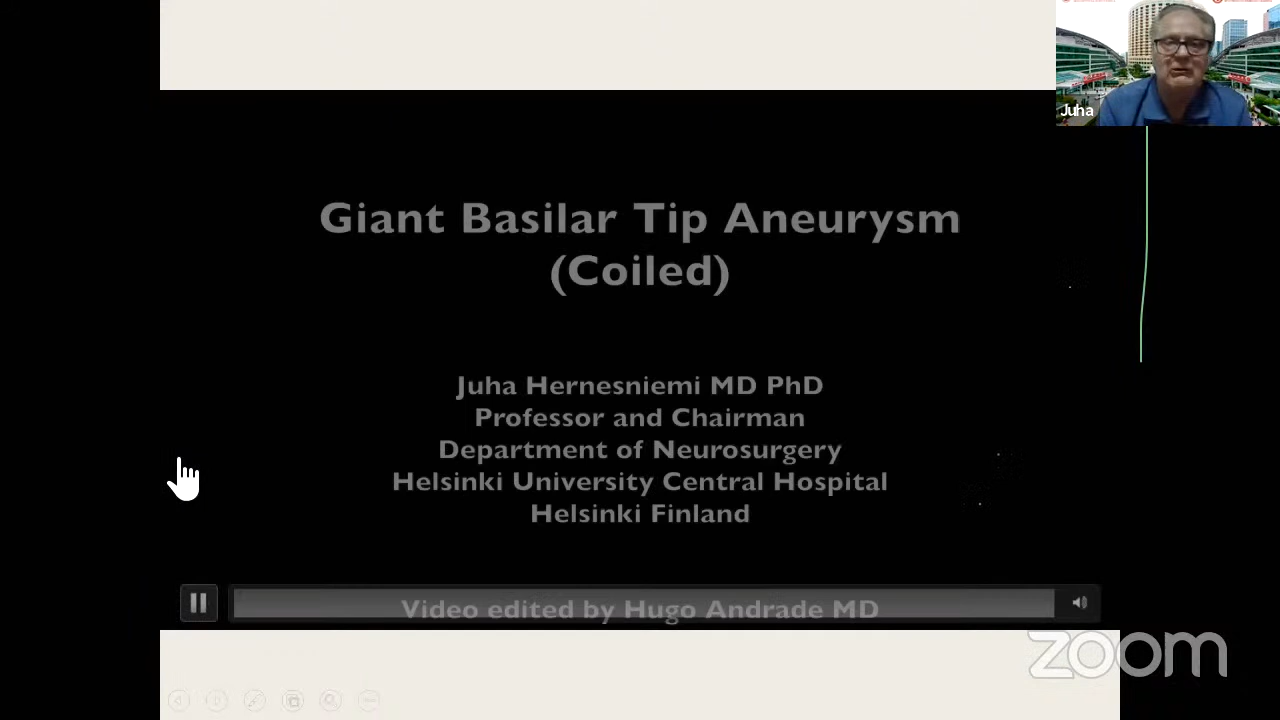 Juha
Giant Basilar Tip Aneurysm
(Coiled)
Juha Hernesniemi MD PhD
Professor and Chairman
Department of Neurosurgery
Helsinki University Central Hospital
Helsinki Finland
Video edited by Hugo Andrade MD
zoom